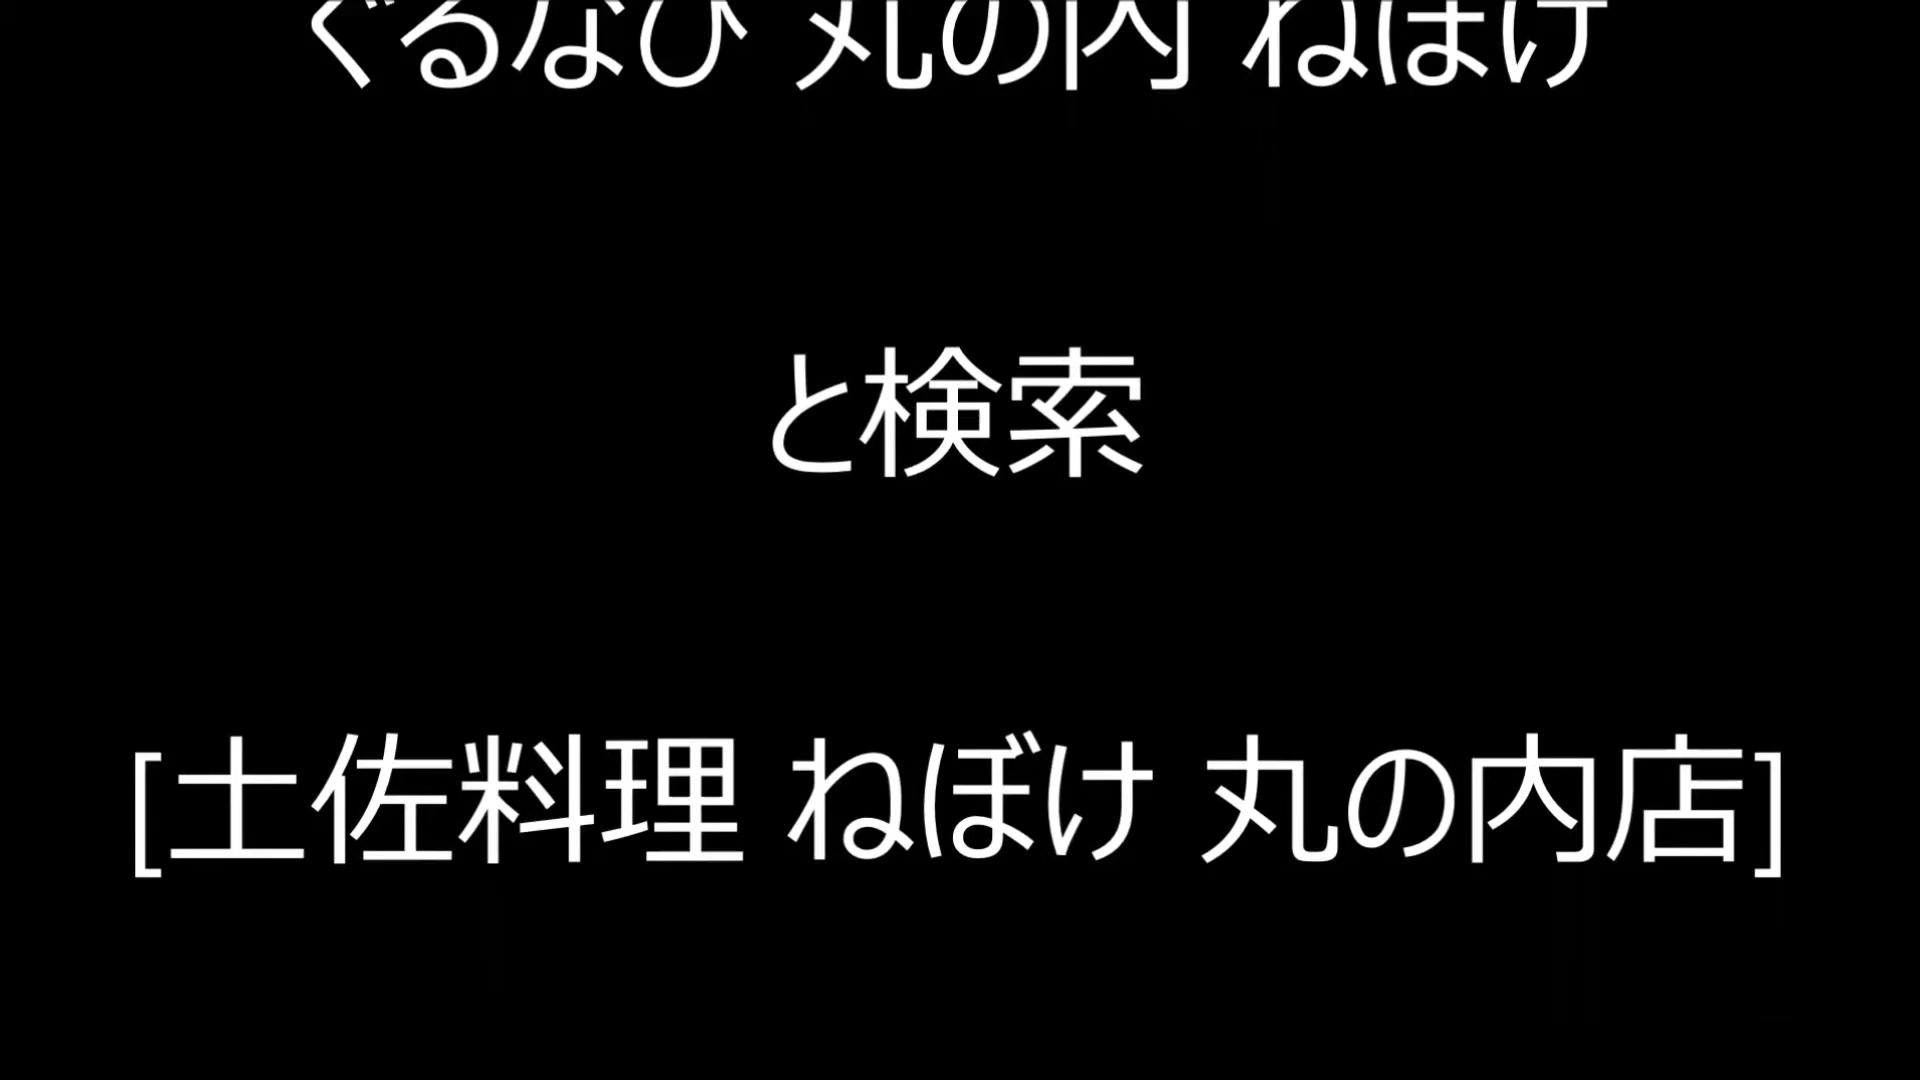 ぐるなび 丸の内 ねぼけ
と検索
[土佐料理 ねぼけ 丸の内店]